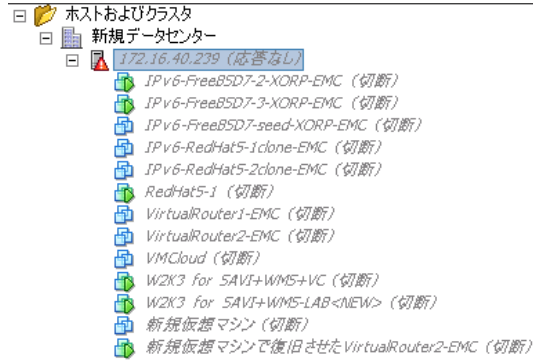 ホストおよびクラスタ
新規データセンター
172.16.40.239 (応答なし)
IPv6-FreeBSD7-2-XORP-EMC (切断)
IPv6-FreeBSD7-3-XORP-EMC (切断)
IPv6-FreeBSD7-seed-XORP-EMC (切断)
IPv6-RedHat5-1clone-EMC (切断)
IPv6-RedHat5-2clone-EMC (切断)
RedHat5-1 (切断)
VirtualRouter1-EMC (切断)
VirtualRouter2-EMC (切断)
VMCloud (切断)
W2K3 for SAVI+WMS+VC (切断)
W2K3 for SAVI+WMS-LAB<NEW> (切断)
新規仮想マシン (切断)
新規仮想マシンで復旧させたVirtualRouter2-EMC (切断)